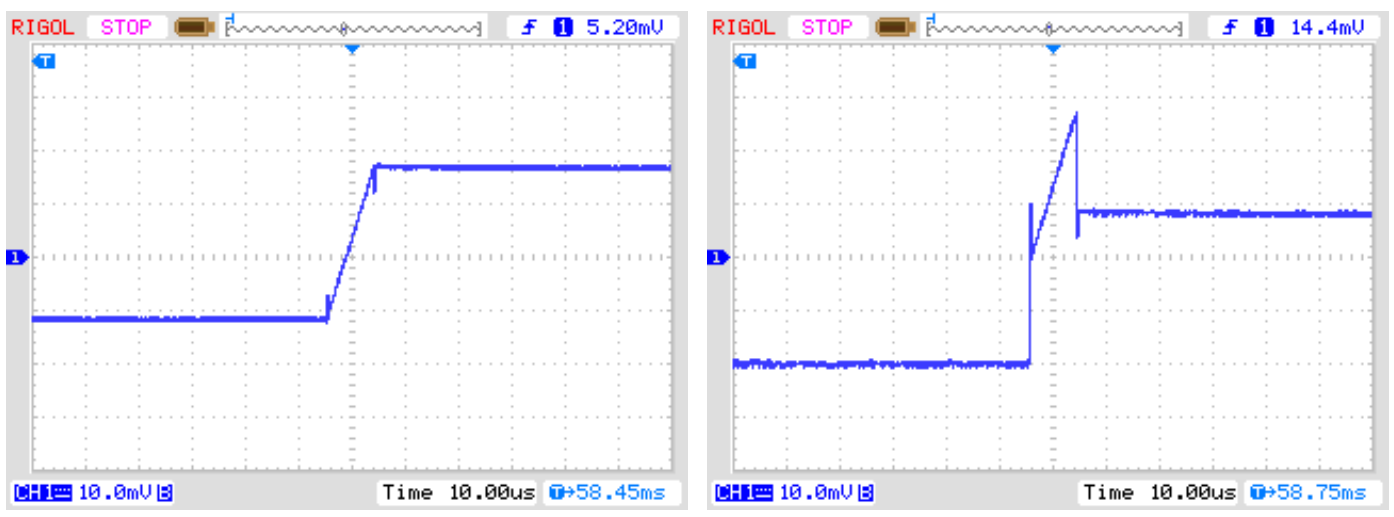 RIGOL STOP ƒ 1 5.20mV
T
1
CH1 10.0mV B Time 10.00us T→58.45ms
RIGOL STOP ƒ 1 14.4mV
T
1
CH1 10.0mV B Time 10.00us T→58.75ms